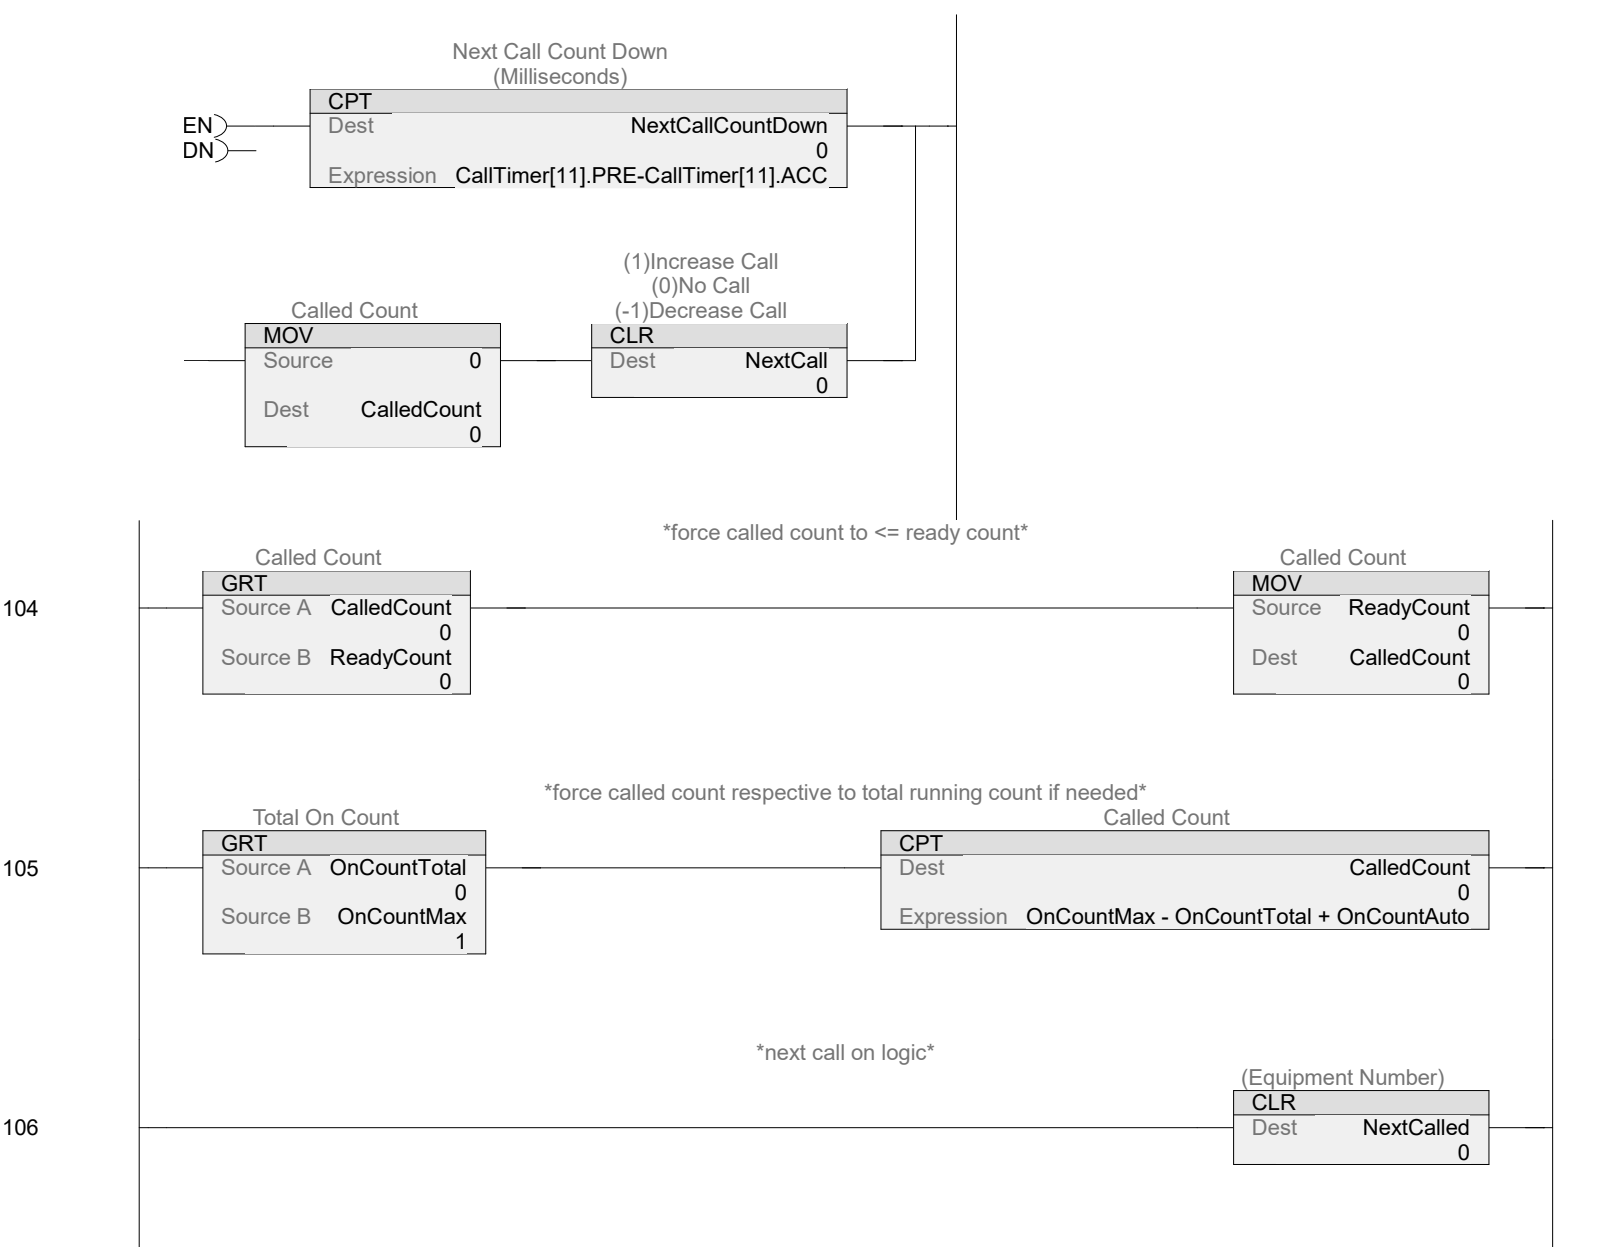 Next Call Count Down
(Milliseconds)
CPT
EN
Dest NextCallCountDown
DN
0
Expression CallTimer[11].PRE-CallTimer[11].ACC
(1)Increase Call
(0)No Call
(-1)Decrease Call
Called Count
MOV
Source 0
Dest CalledCount
0
CLR
Dest NextCall
0
*force called count to <= ready count*
104
Called Count
GRT
Source A CalledCount
0
Source B ReadyCount
0
Called Count
MOV
Source ReadyCount
0
Dest CalledCount
0
*force called count respective to total running count if needed*
105
Total On Count
GRT
Source A OnCountTotal
0
Source B OnCountMax
1
Called Count
CPT
Dest CalledCount
0
Expression OnCountMax - OnCountTotal + OnCountAuto
*next call on logic*
106
(Equipment Number)
CLR
Dest NextCalled
0